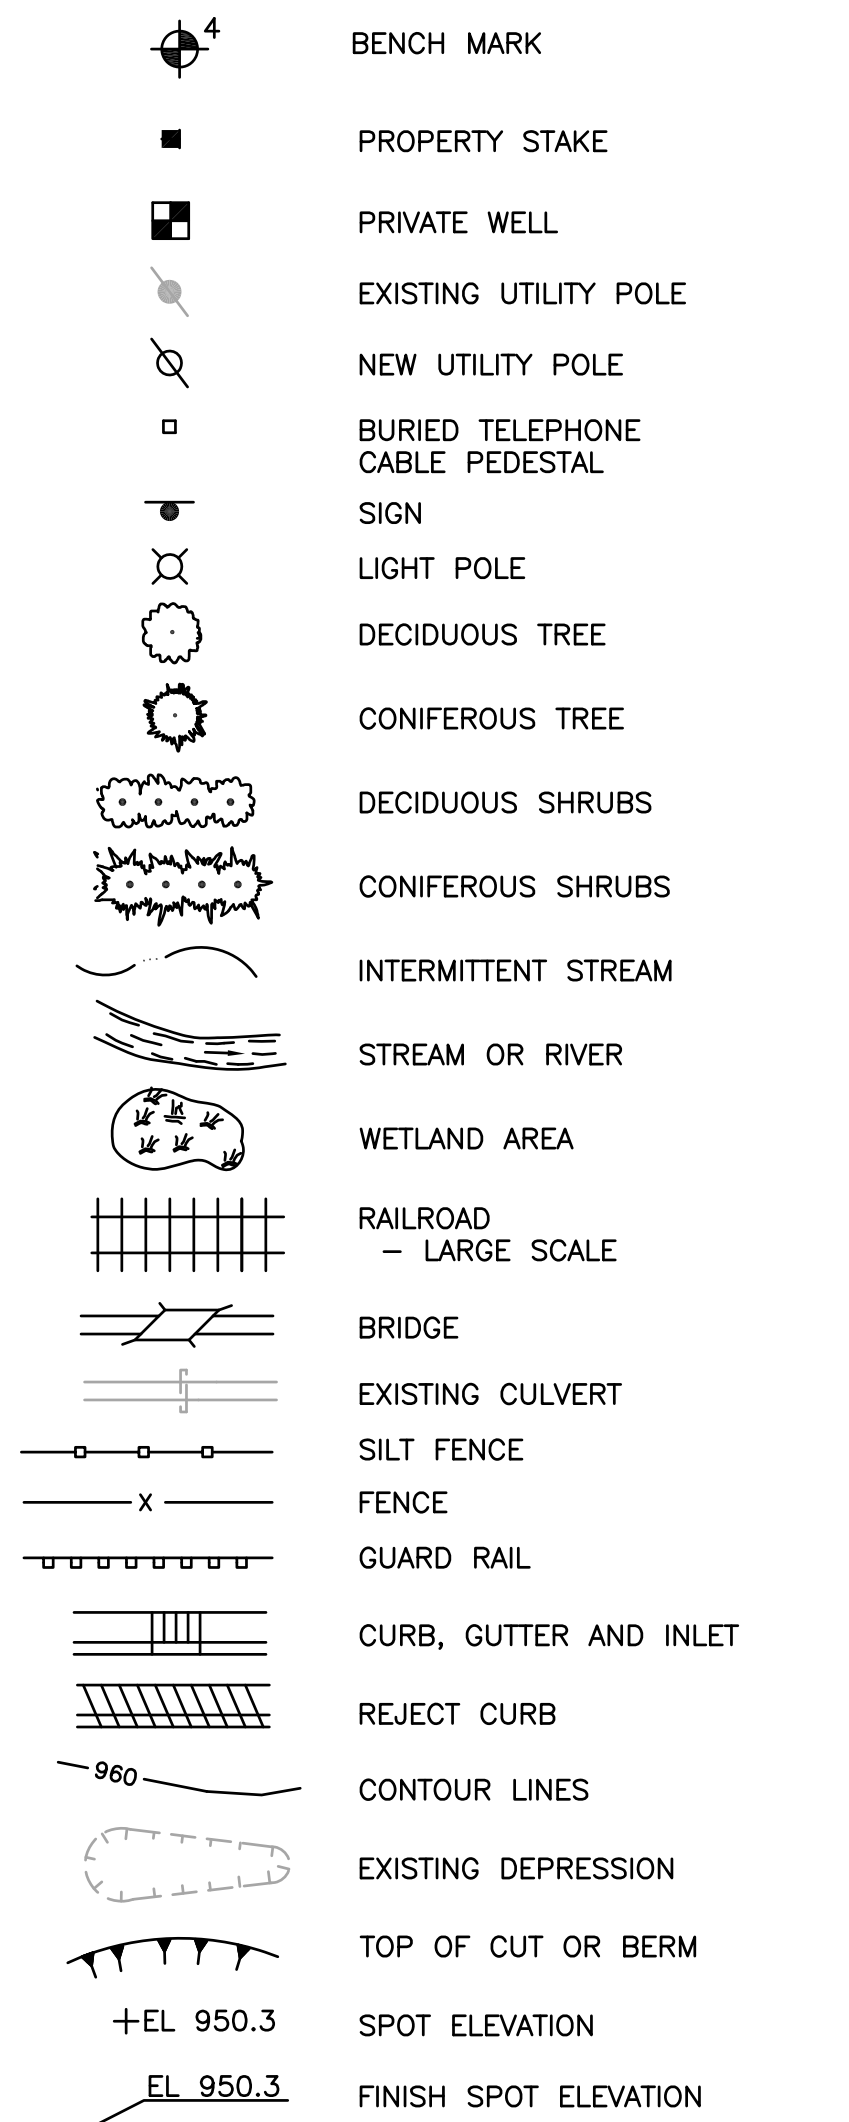 4 BENCH MARK
PROPERTY STAKE
PRIVATE WELL
EXISTING UTILITY POLE
NEW UTILITY POLE
BURIED TELEPHONE
CABLE PEDESTAL
SIGN
LIGHT POLE
DECIDUOUS TREE
CONIFEROUS TREE
DECIDUOUS SHRUBS
CONIFEROUS SHRUBS
INTERMITTENT STREAM
STREAM OR RIVER
WETLAND AREA
RAILROAD
– LARGE SCALE
BRIDGE
EXISTING CULVERT
SILT FENCE
X FENCE
GUARD RAIL
CURB, GUTTER AND INLET
REJECT CURB
960 CONTOUR LINES
EXISTING DEPRESSION
TOP OF CUT OR BERM
+EL 950.3 SPOT ELEVATION
EL 950.3 FINISH SPOT ELEVATION